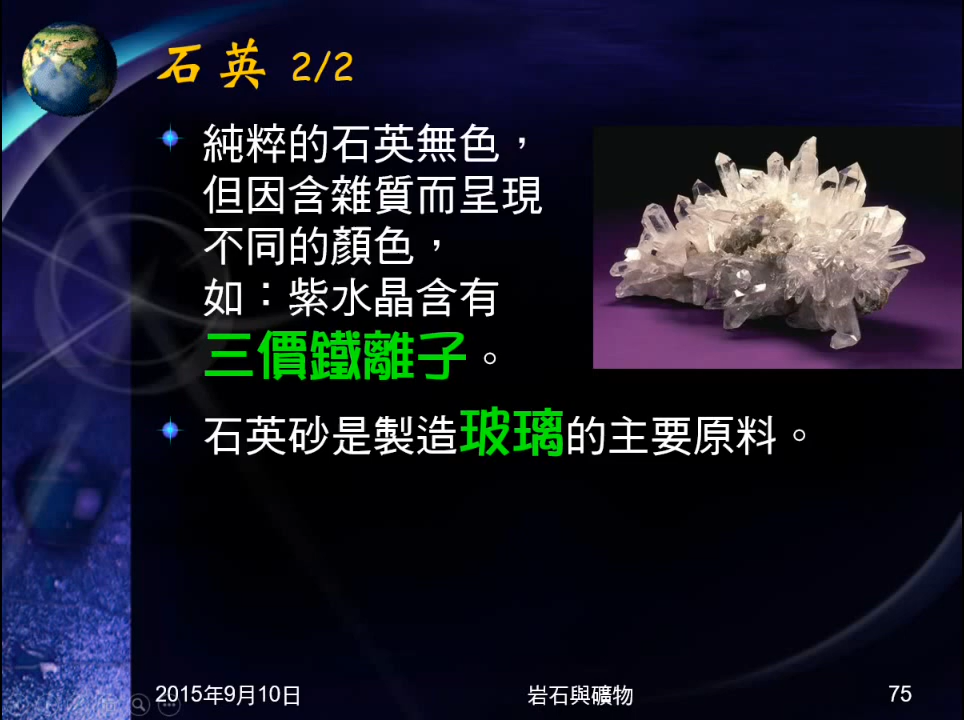 石英 2/2
純粹的石英無色，
但因含雜質而呈現
不同的顏色，
如：紫水晶含有
三價鐵離子。
石英砂是製造玻璃的主要原料。
2015年9月10日
岩石與礦物
75